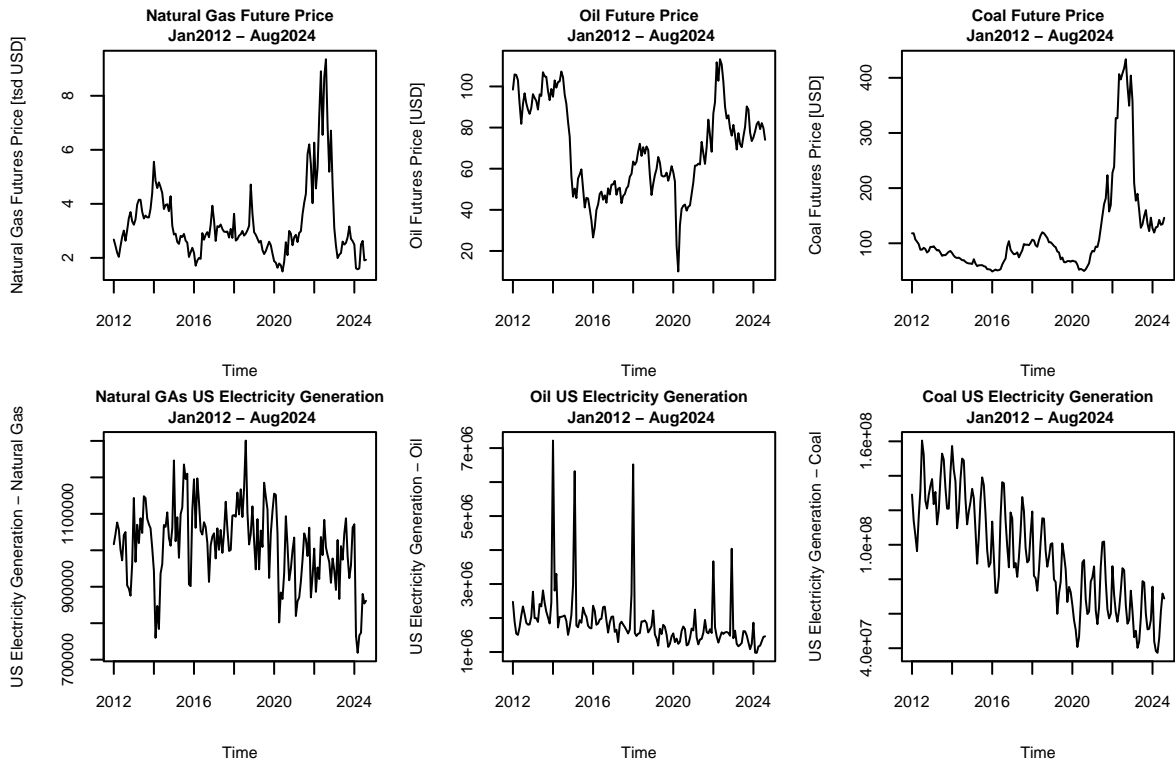 Natural Gas Future Price
Jan2012 – Aug2024
Natural Gas Futures Price [tsd USD]
8
6
4
2
2012 2016 2020 2024
Time
Oil Future Price
Jan2012 – Aug2024
Oil Futures Price [USD]
100
80
60
40
20
2012 2016 2020 2024
Time
Coal Future Price
Jan2012 – Aug2024
Coal Futures Price [USD]
400
300
200
100
2012 2016 2020 2024
Time
Natural GAs US Electricity Generation
Jan2012 – Aug2024
US Electricity Generation – Natural Gas
1100000
900000
700000
2012 2016 2020 2024
Time
Oil US Electricity Generation
Jan2012 – Aug2024
US Electricity Generation – Oil
7e+06
5e+06
3e+06
1e+06
2012 2016 2020 2024
Time
Coal US Electricity Generation
Jan2012 – Aug2024
US Electricity Generation – Coal
1.6e+08
1.0e+08
4.0e+07
2012 2016 2020 2024
Time